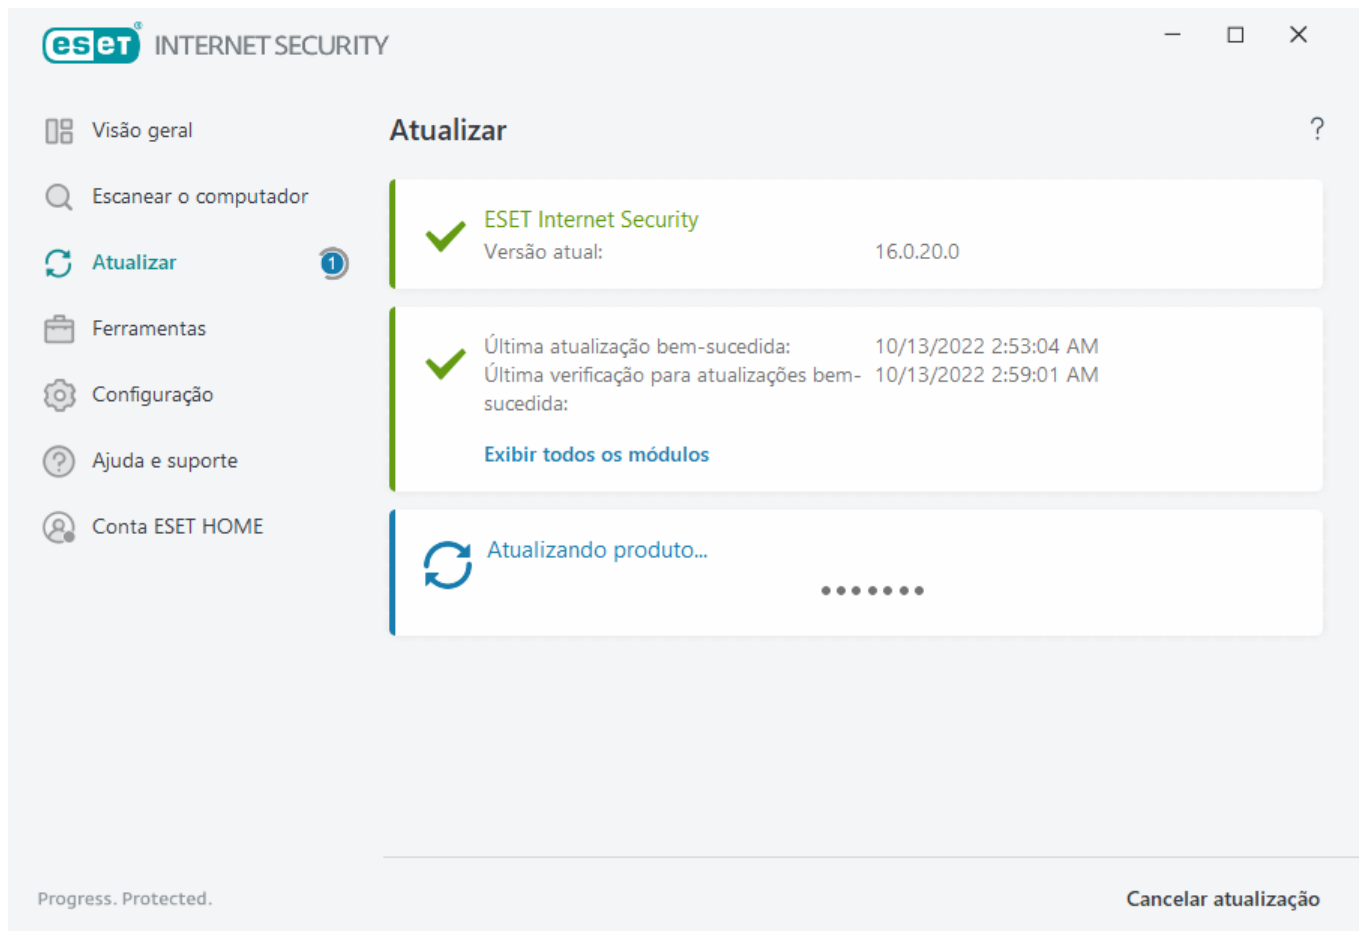 eset® INTERNET SECURITY
Visão geral
Escanear o computador
Atualizar
1
Ferramentas
Configuração
Ajuda e suporte
Conta ESET HOME
Atualizar
?
ESET Internet Security
Versão atual: 16.0.20.0
Última atualização bem-sucedida: 10/13/2022 2:53:04 AM
Última verificação para atualizações bem- 10/13/2022 2:59:01 AM
sucedida:
Exibir todos os módulos
Atualizando produto...
Progress. Protected.
Cancelar atualização